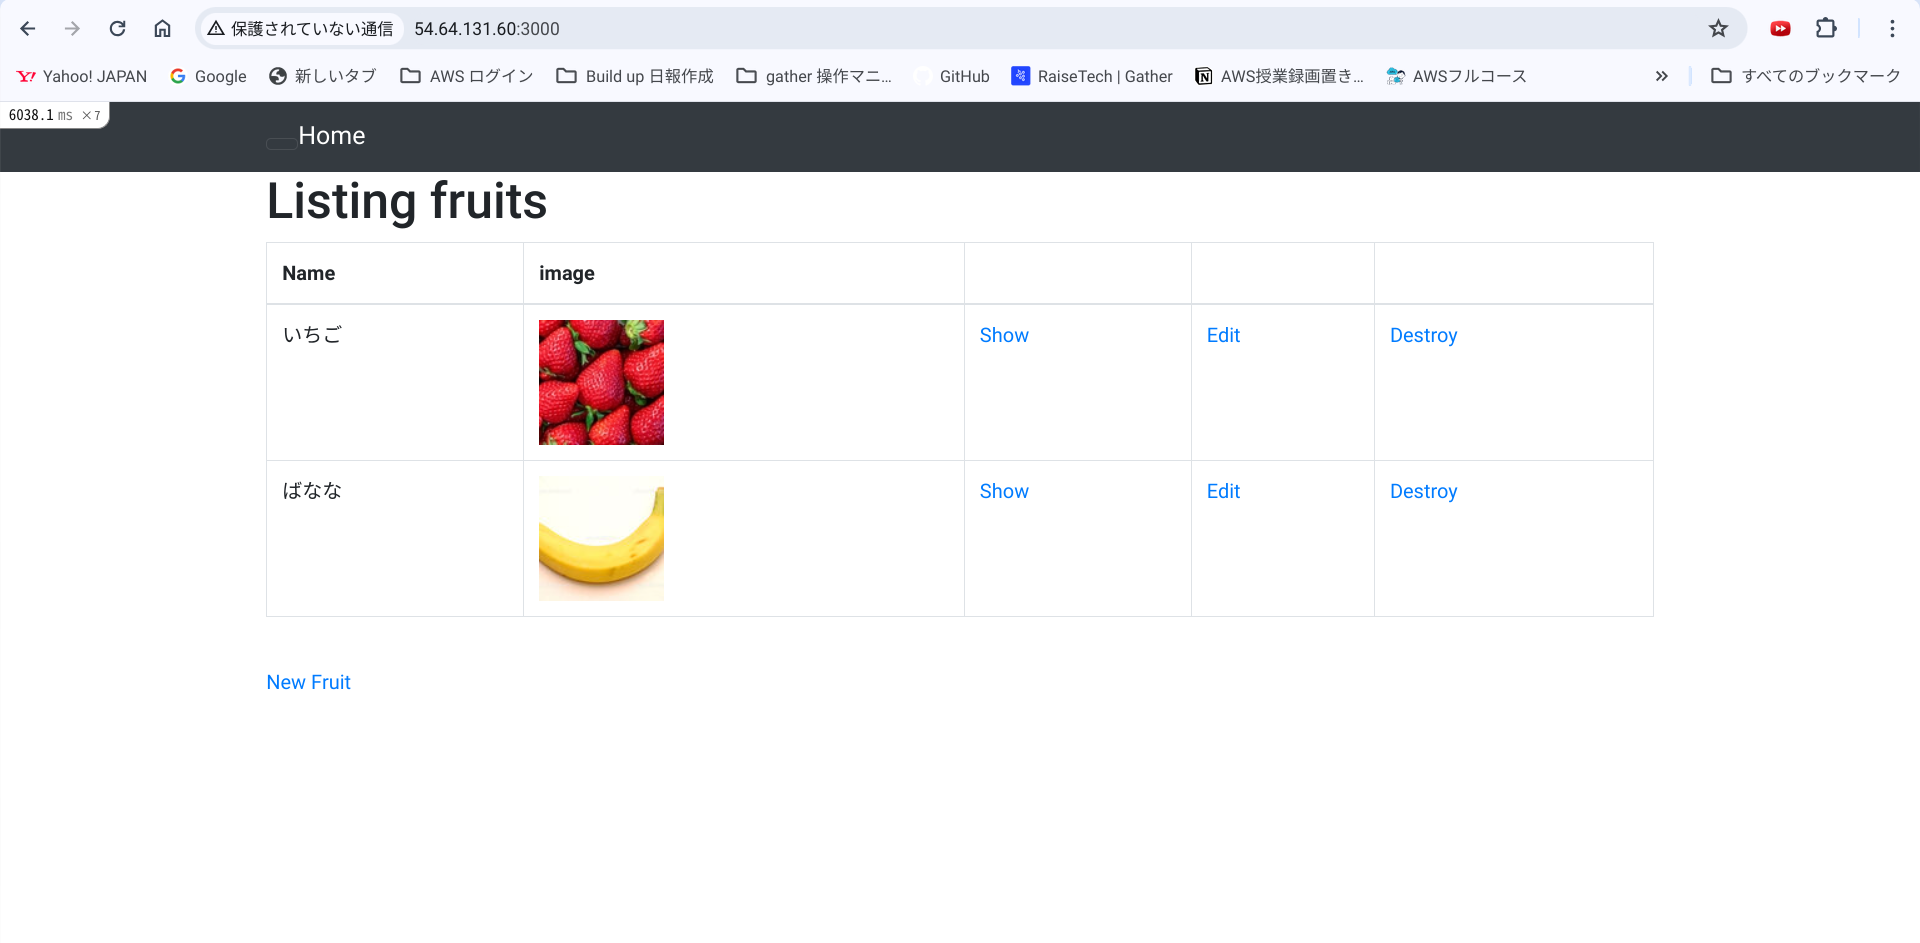 保護されていない通信 54.64.131.60:3000
Yahoo! JAPAN Google 新しいタブ AWS ログイン Build up 日報作成 gather 操作マニ... GitHub RaiseTech | Gather AWS授業録画置き... AWSフルコース » すべてのブックマーク
6038.1 ms ×7
Home
Listing fruits
Name image
いちご Show Edit Destroy
ばなな Show Edit Destroy
New Fruit